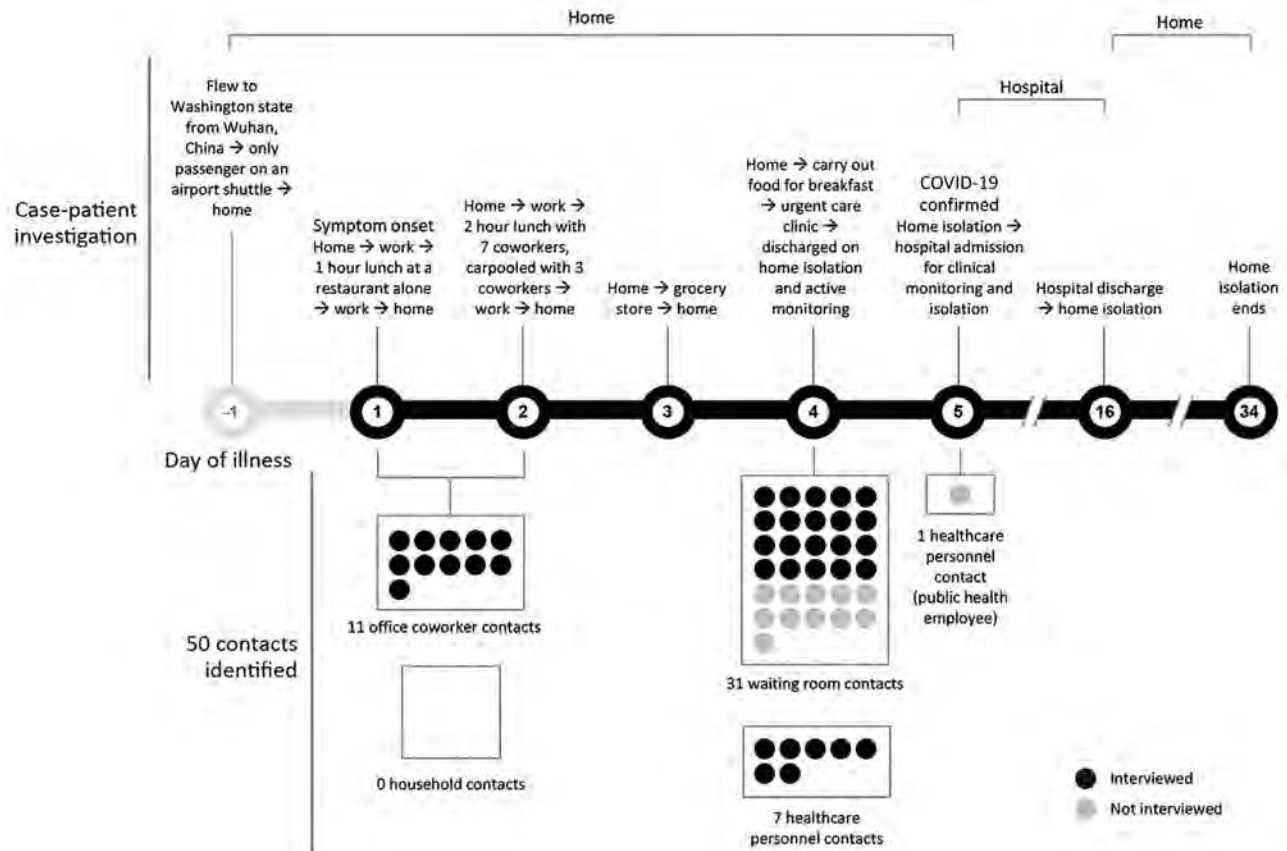 Home
Home
Hospital
Case-patient
investigation
Flew to
Washington state
from Wuhan,
China → only
passenger on an
airport shuttle →
home
Symptom onset
Home → work →
1 hour lunch at a
restaurant alone
→ work → home
Home → work →
2 hour lunch with
7 coworkers,
carpooled with 3
coworkers →
work → home
Home → grocery
store → home
Home → carry out
food for breakfast
→ urgent care
clinic →
discharged on
home isolation
and active
monitoring
COVID-19
confirmed
Home isolation →
hospital admission
for clinical
monitoring and
isolation
Hospital discharge
→ home isolation
Home
isolation
ends
-1
1
2
3
4
5
16
34
Day of illness
50 contacts
identified
11 office coworker contacts
0 household contacts
31 waiting room contacts
7 healthcare
personnel contacts
1 healthcare
personnel
contact
(public health
employee)
Interviewed
Not interviewed